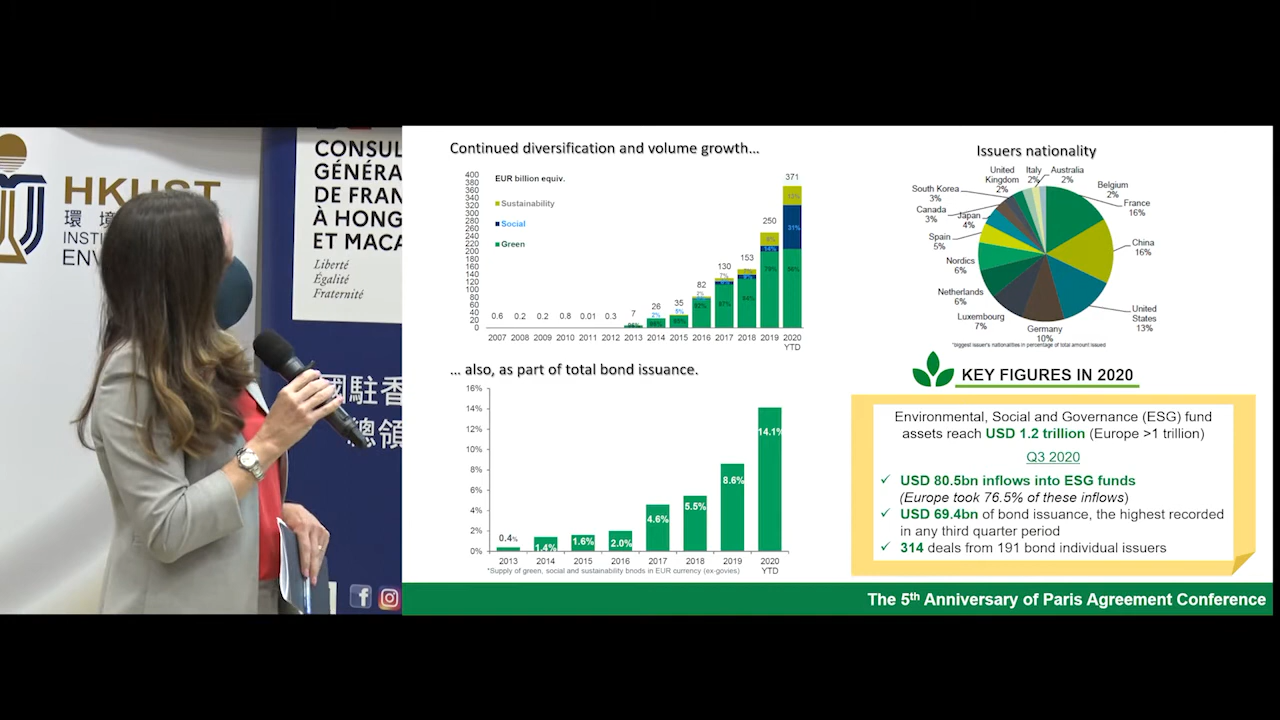 HKUST
環 境
INSTI
ENV
CONSUL
GÉNÉRA
DE FRAN
À HONG
ET MACA
Liberté
Égalité
Fraternité
國駐香
總領
Continued diversification and volume growth...
EUR billion equiv.
Sustainability
Social
Green
400
380
360
340
320
300
280
260
240
220
200
180
160
140
120
100
80
60
40
20
0
0.6 0.2 0.2 0.8 0.01 0.3 7 26 35 82 130 153 250 371
31%
14%
2007 2008 2009 2010 2011 2012 2013 2014 2015 2016 2017 2018 2019 2020
YTD
... also, as part of total bond issuance.
16%
14%
12%
10%
8%
6%
4%
2%
0%
0.4% 1.4% 1.6% 2.0% 4.6% 5.5% 8.6% 14.1%
2013 2014 2015 2016 2017 2018 2019 2020
YTD
*Supply of green, social and sustainability bnods in EUR currency (ex-govies)
Issuers nationality
Australia
2%
Belgium
2%
France
16%
China
16%
United
States
13%
Germany
10%
Luxembourg
7%
Netherlands
6%
Nordics
6%
Spain
5%
Japan
4%
Canada
3%
South Korea
3%
United
Kingdom
2%
Italy
2%
*biggest issuer's nationalities in percentage of total amount issued
KEY FIGURES IN 2020
Environmental, Social and Governance (ESG) fund
assets reach USD 1.2 trillion (Europe >1 trillion)
Q3 2020
✓ USD 80.5bn inflows into ESG funds
(Europe took 76.5% of these inflows)
✓ USD 69.4bn of bond issuance, the highest recorded
in any third quarter period
✓ 314 deals from 191 bond individual issuers
The 5th Anniversary of Paris Agreement Conference